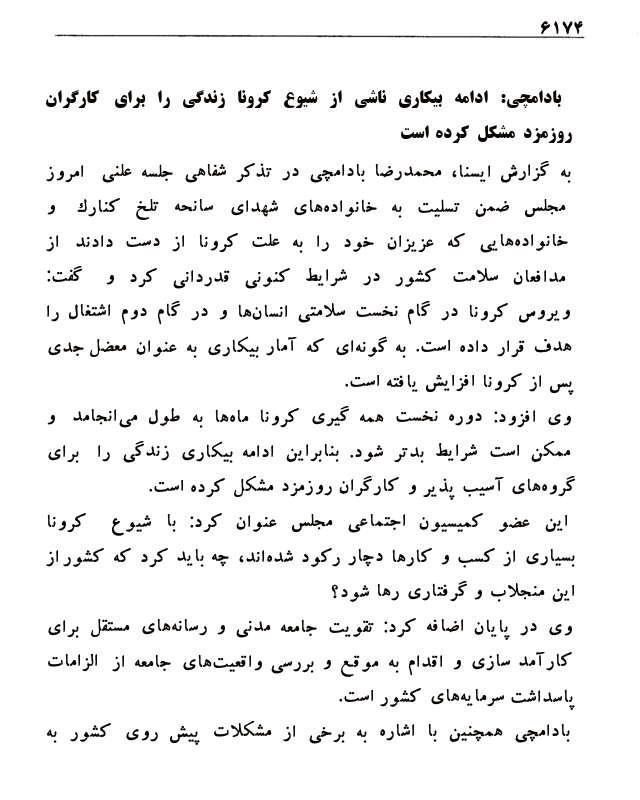 ۶۱۷۴
بادامچی: ادامه بیکاری ناشی از شیوع کرونا زندگی را برای کارگران
روزمزد مشکل کرده است
به گزارش ایسنا، محمدرضا بادامچی در تذکر شفاهی جلسه علنی امروز
مجلس ضمن تسلیت به خانواده‌های شهدای سانحه تلخ کنارك و
خانواده‌هایی که عزیزان خود را به علت کرونا از دست دادند از
مدافعان سلامت کشور در شرایط کنونی قدردانی کرد و گفت:
ویروس کرونا در گام نخست سلامتی انسان‌ها و در گام دوم اشتغال را
هدف قرار داده است. به گونه‌ای که آمار بیکاری به عنوان معضل جدی
پس از کرونا افزایش یافته است.
وی افزود: دوره نخست همه گیری کرونا ماه‌ها به طول می‌انجامد و
ممکن است شرایط بدتر شود. بنابراین ادامه بیکاری زندگی را برای
گروه‌های آسیب پذیر و کارگران روزمزد مشکل کرده است.
این عضو کمیسیون اجتماعی مجلس عنوان کرد: با شیوع کرونا
بسیاری از کسب و کارها دچار رکود شده‌اند، چه باید کرد که کشور از
این منجلاب و گرفتاری رها شود؟
وی در پایان اضافه کرد: تقویت جامعه مدنی و رسانه‌های مستقل برای
کارآمد سازی و اقدام به موقع و بررسی واقعیت‌های جامعه از الزامات
پاسداشت سرمایه‌های کشور است.
بادامچی همچنین با اشاره به برخی از مشکلات پیش روی کشور به